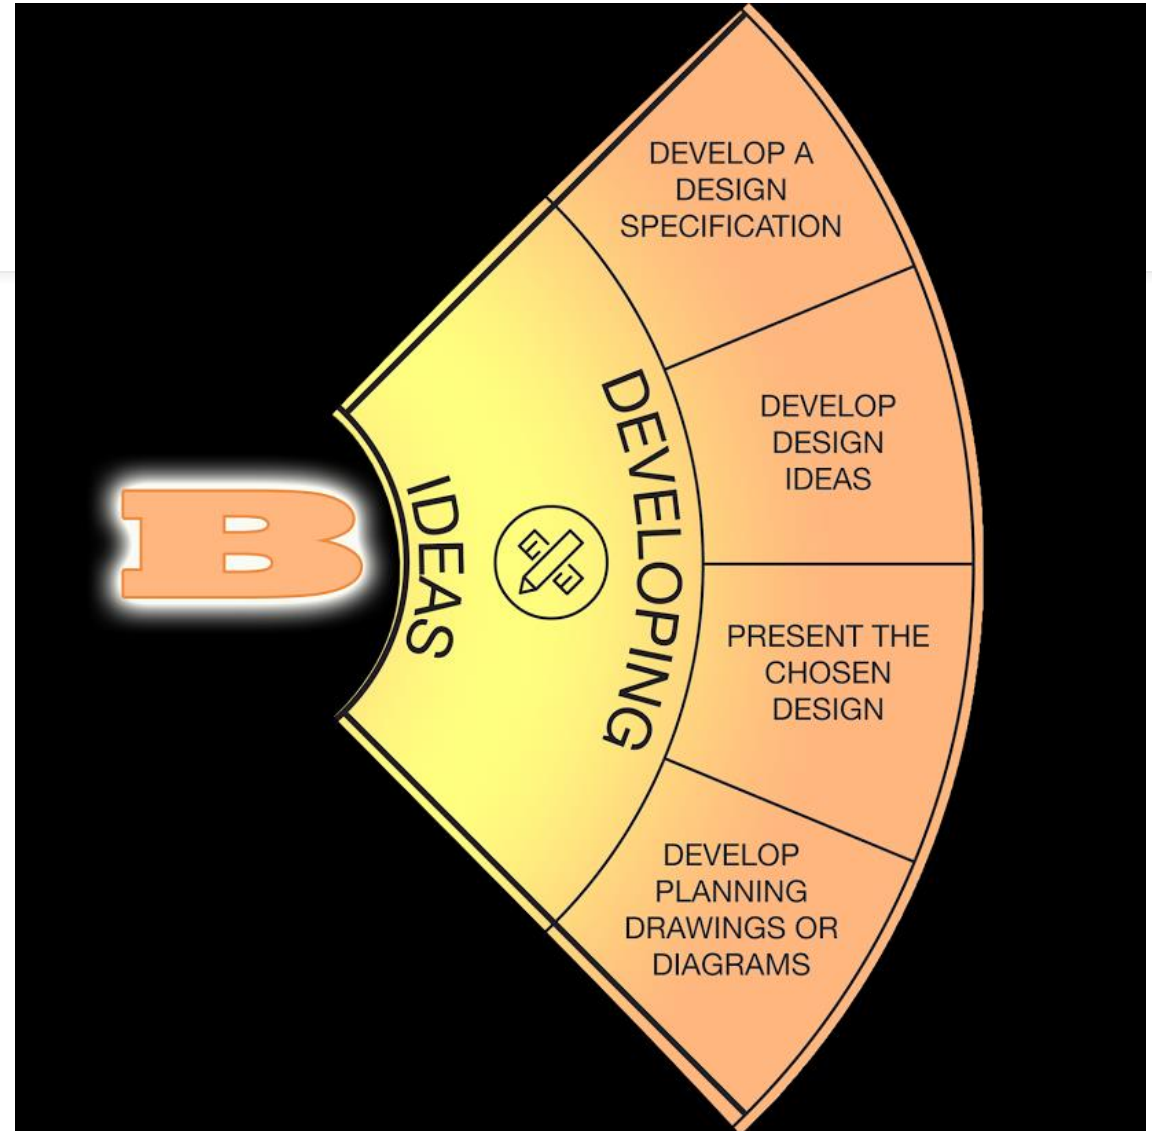 B
IDEAS
DEVELOPING
DEVELOP A
DESIGN
SPECIFICATION
DEVELOP
DESIGN
IDEAS
PRESENT THE
CHOSEN
DESIGN
DEVELOP
PLANNING
DRAWINGS OR
DIAGRAMS